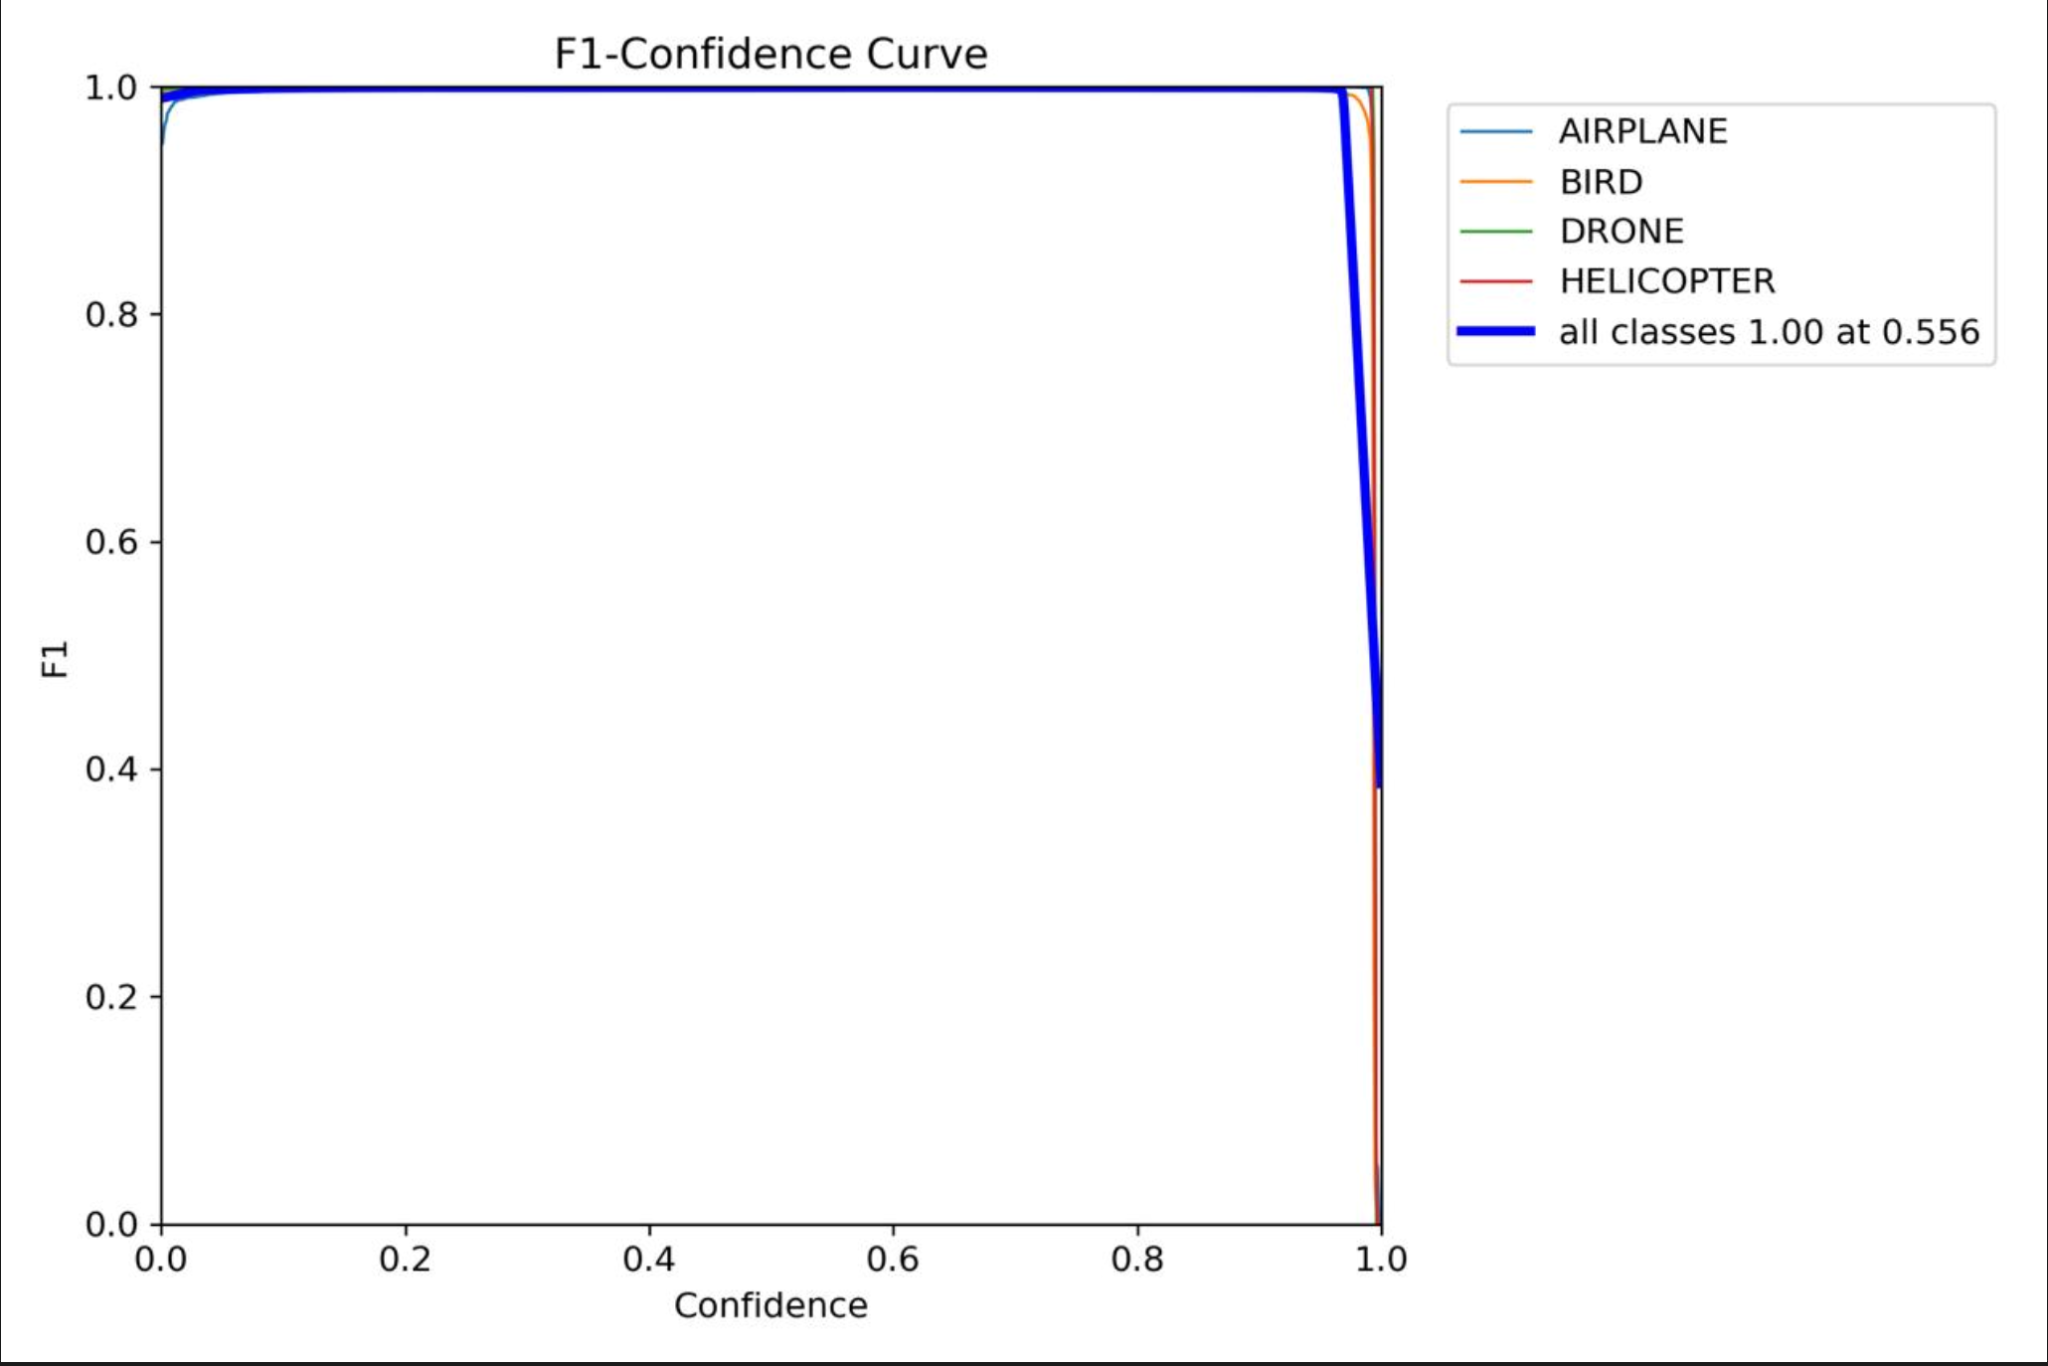 F1-Confidence Curve
1.0
0.8
0.6
0.4
0.2
0.0
F1
0.0 0.2 0.4 0.6 0.8 1.0
Confidence
AIRPLANE
BIRD
DRONE
HELICOPTER
all classes 1.00 at 0.556